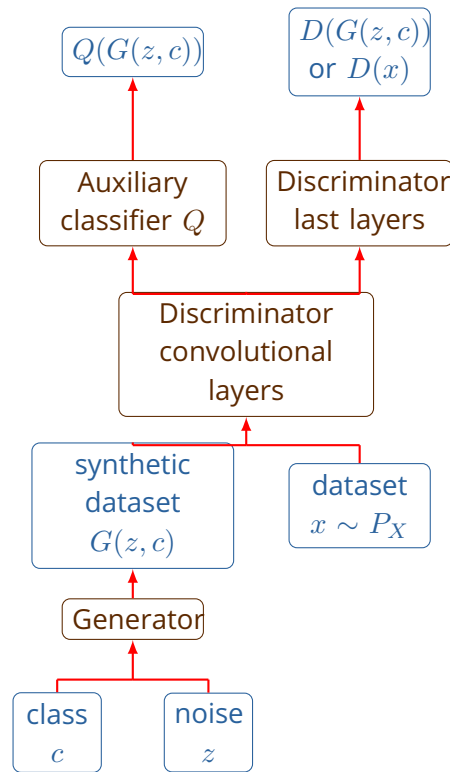 Q(G(z, c))
D(G(z, c))
or D(x)
Auxiliary
classifier Q
Discriminator
last layers
Discriminator
convolutional
layers
synthetic
dataset
G(z, c)
dataset
x ∼ P_X
Generator
class
c
noise
z